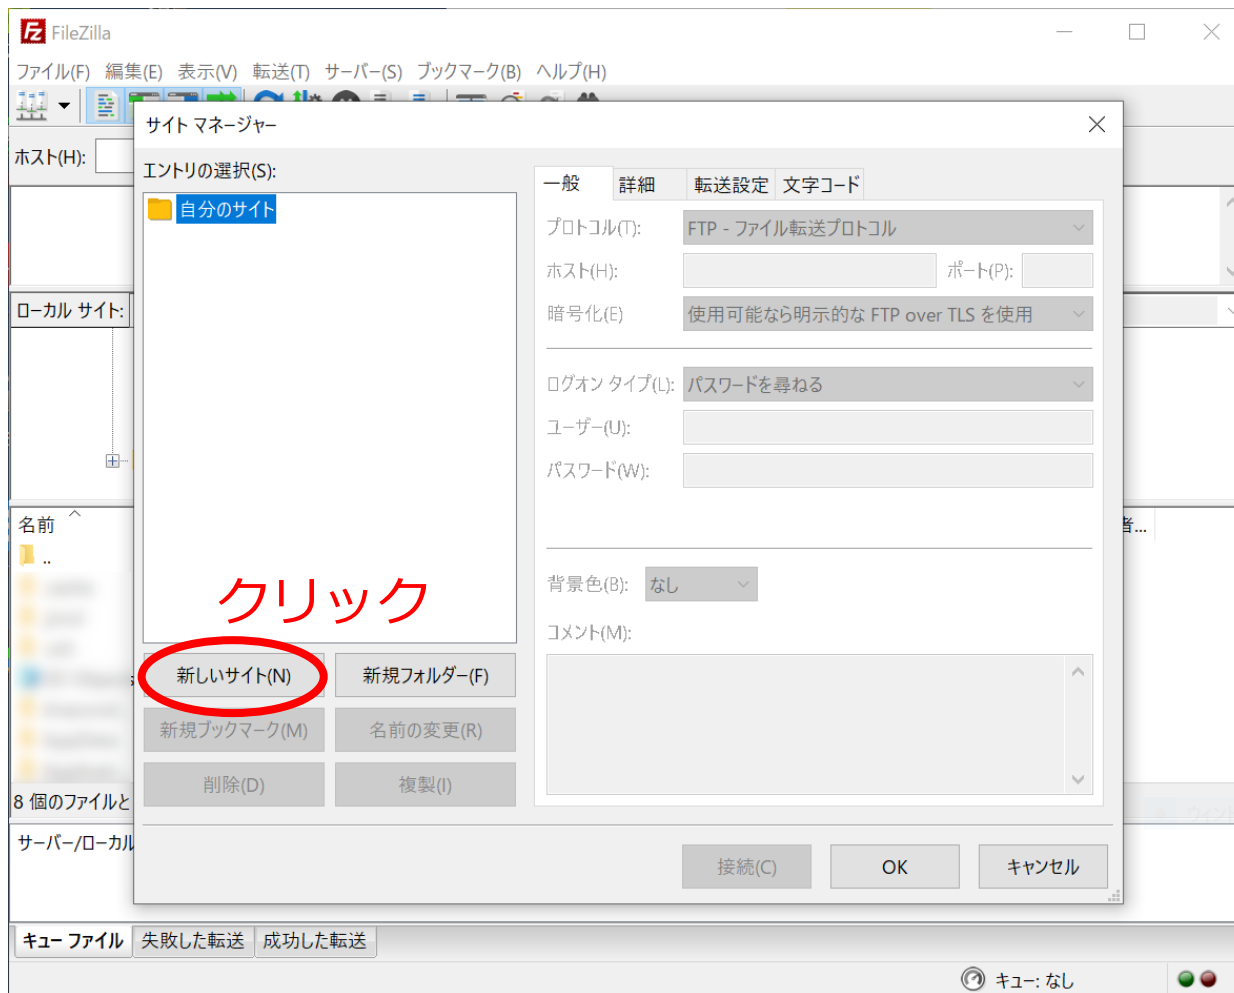 FileZilla
ファイル(F) 編集(E) 表示(V) 転送(T) サーバー(S) ブックマーク(B) ヘルプ(H)
サイト マネージャー
ホスト(H):
エントリの選択(S):
自分のサイト
一般 詳細 転送設定 文字コード
プロトコル(T): FTP - ファイル転送プロトコル
ホスト(H): ポート(P):
暗号化(E) 使用可能なら明示的な FTP over TLS を使用
ローカル サイト:
ログオン タイプ(L): パスワードを尋ねる
ユーザー(U):
パスワード(W):
名前
者...
..
背景色(B): なし
コメント(M):
クリック
新しいサイト(N) 新規フォルダー(F)
新規ブックマーク(M) 名前の変更(R)
削除(D) 複製(I)
8 個のファイルと
サーバー/ローカル
接続(C) OK キャンセル
キュー ファイル 失敗した転送 成功した転送
キュー: なし